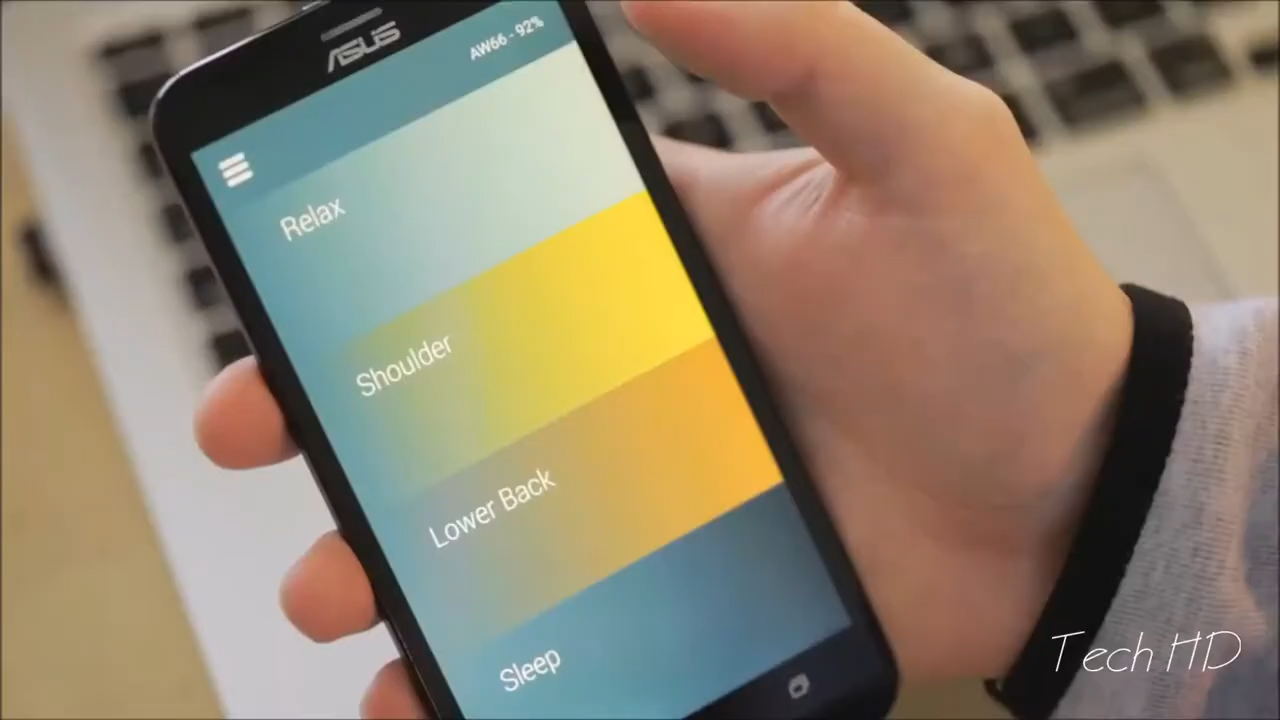 ASUS
AW66 - 92%
Relax
Shoulder
Lower Back
Sleep
Tech HD